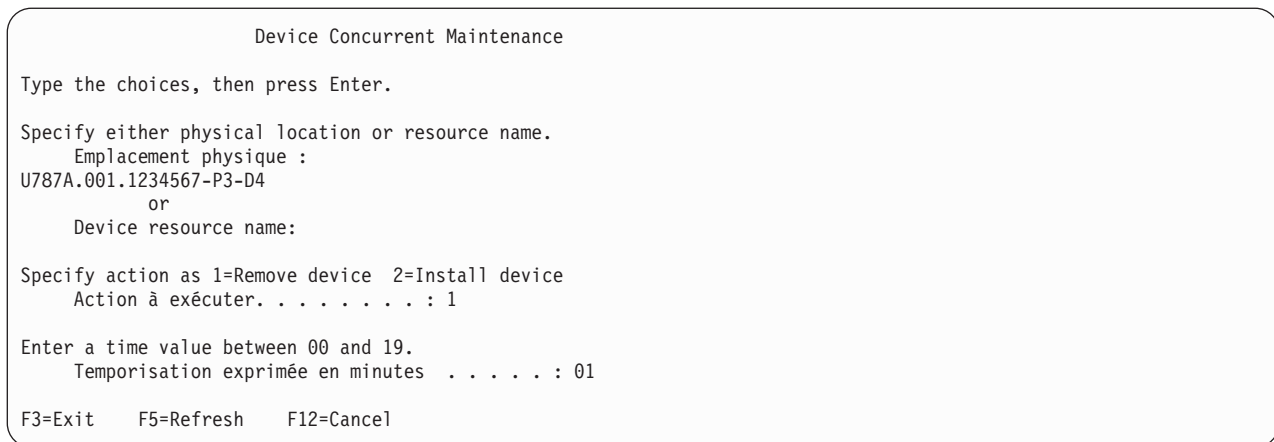 Device Concurrent Maintenance
Type the choices, then press Enter.
Specify either physical location or resource name.
Emplacement physique :
U787A.001.1234567-P3-D4
or
Device resource name:
Specify action as 1=Remove device 2=Install device
Action à exécuter. . . . . . . . : 1
Enter a time value between 00 and 19.
Temporisation exprimée en minutes . . . . . : 01
F3=Exit F5=Refresh F12=Cancel